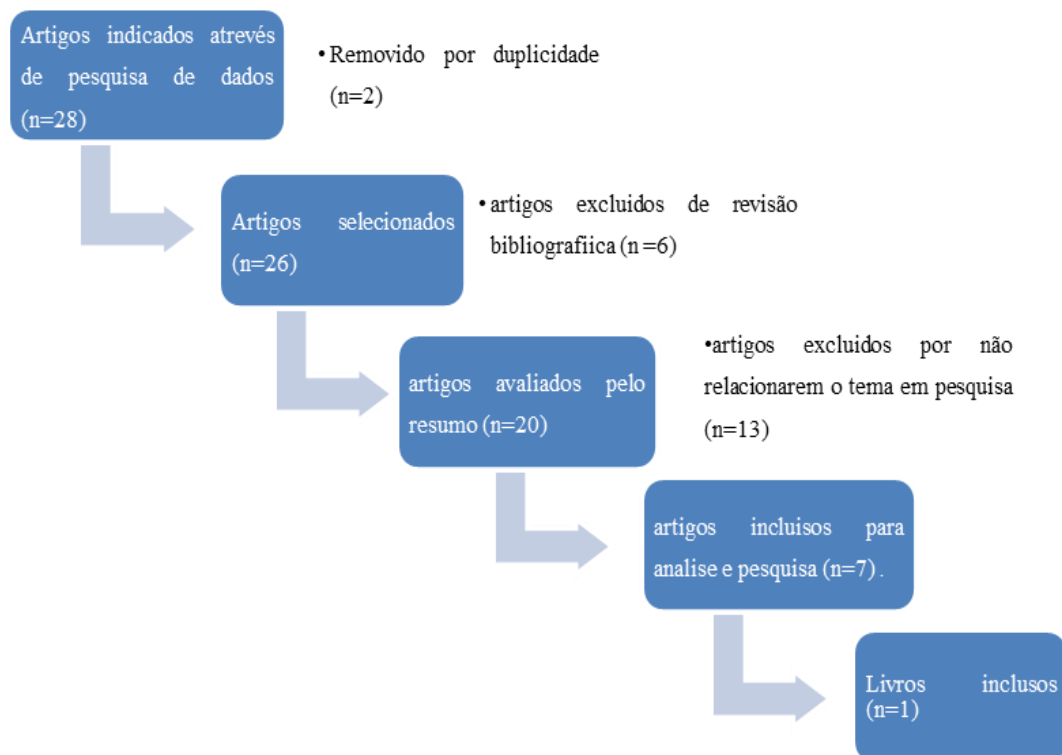 Artigos indicados atrevés
de pesquisa de dados
(n=28)
• Removido por duplicidade
(n=2)
Artigos selecionados
(n=26)
• artigos excluidos de revisão
bibliografiica (n =6)
artigos avaliados pelo
resumo (n=20)
•artigos excluidos por não
relacionarem o tema em pesquisa
(n=13)
artigos incluisos para
analise e pesquisa (n=7) .
Livros inclusos
(n=1)